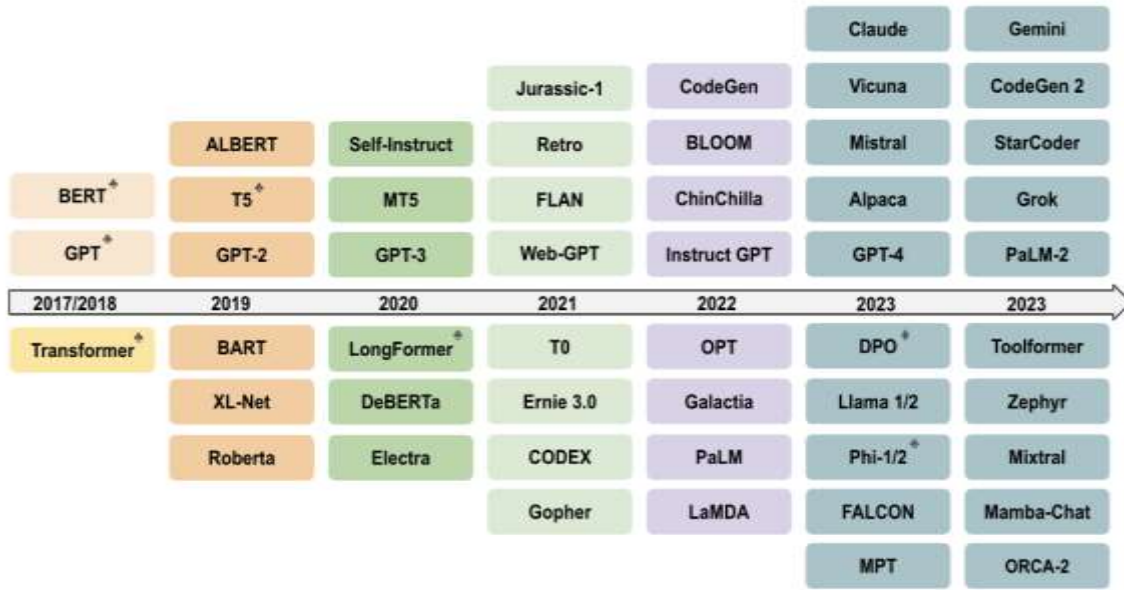 Claude Gemini
Jurassic-1 CodeGen Vicuna CodeGen 2
ALBERT Self-Instruct Retro BLOOM Mistral StarCoder
BERT♣ T5♣ MT5 FLAN ChinChilla Alpaca Grok
GPT♣ GPT-2 GPT-3 Web-GPT Instruct GPT GPT-4 PaLM-2
2017/2018 2019 2020 2021 2022 2023 2023
Transformer♣ BART LongFormer♣ T0 OPT DPO♣ Toolformer
XL-Net DeBERTa Ernie 3.0 Galactia Llama 1/2 Zephyr
Roberta Electra CODEX PaLM Phi-1/2♣ Mixtral
Gopher LaMDA FALCON Mamba-Chat
MPT ORCA-2